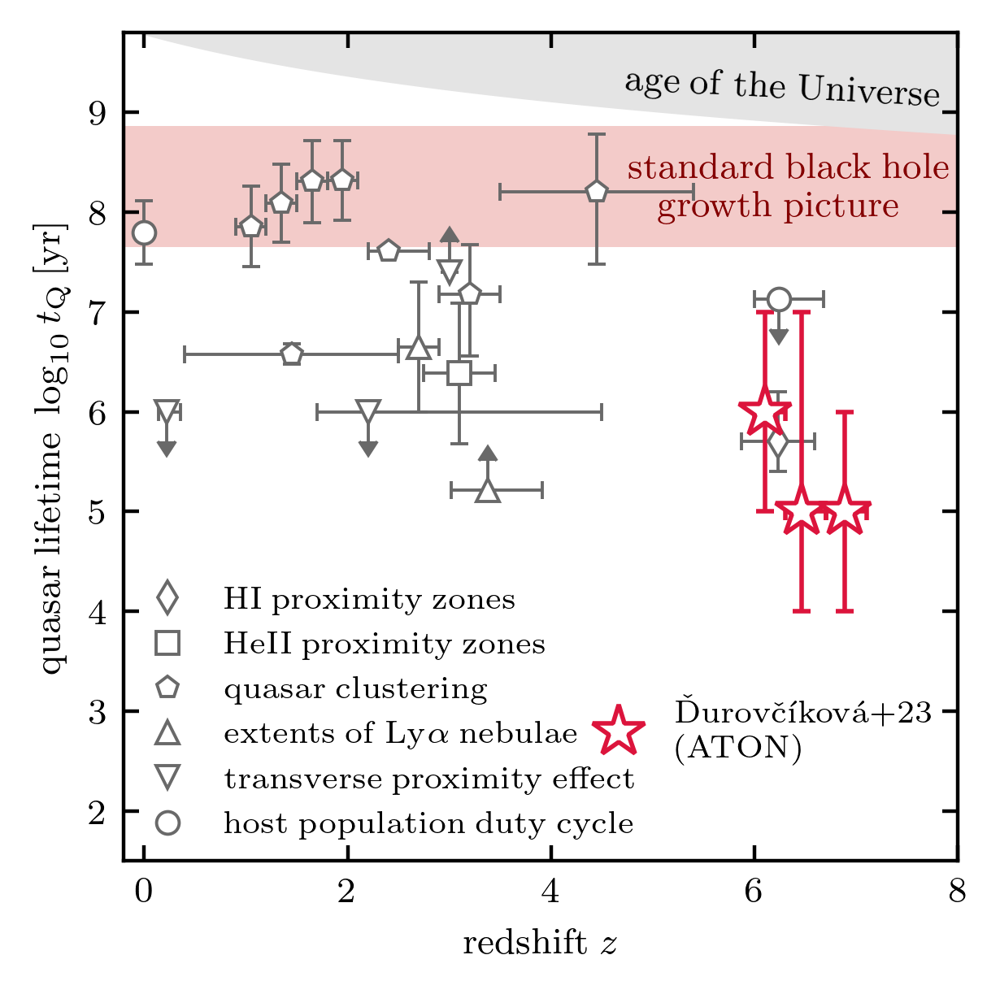 age of the Universe
standard black hole
growth picture
quasar lifetime log₁₀ t_Q [yr]
9
8
7
6
5
4
3
2
HI proximity zones
HeII proximity zones
quasar clustering
extents of Lyα nebulae
transverse proximity effect
host population duty cycle
Ďurovčíková+23
(ATON)
0 2 4 6 8
redshift z